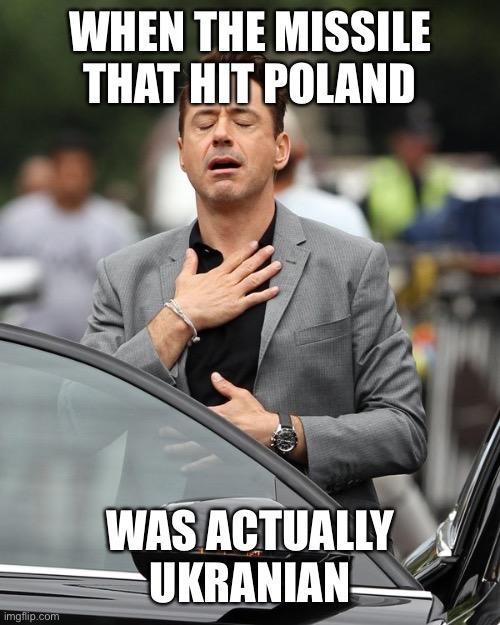 WHEN THE MISSILE
THAT HIT POLAND
WAS ACTUALLY
UKRANIAN
imgflip.com